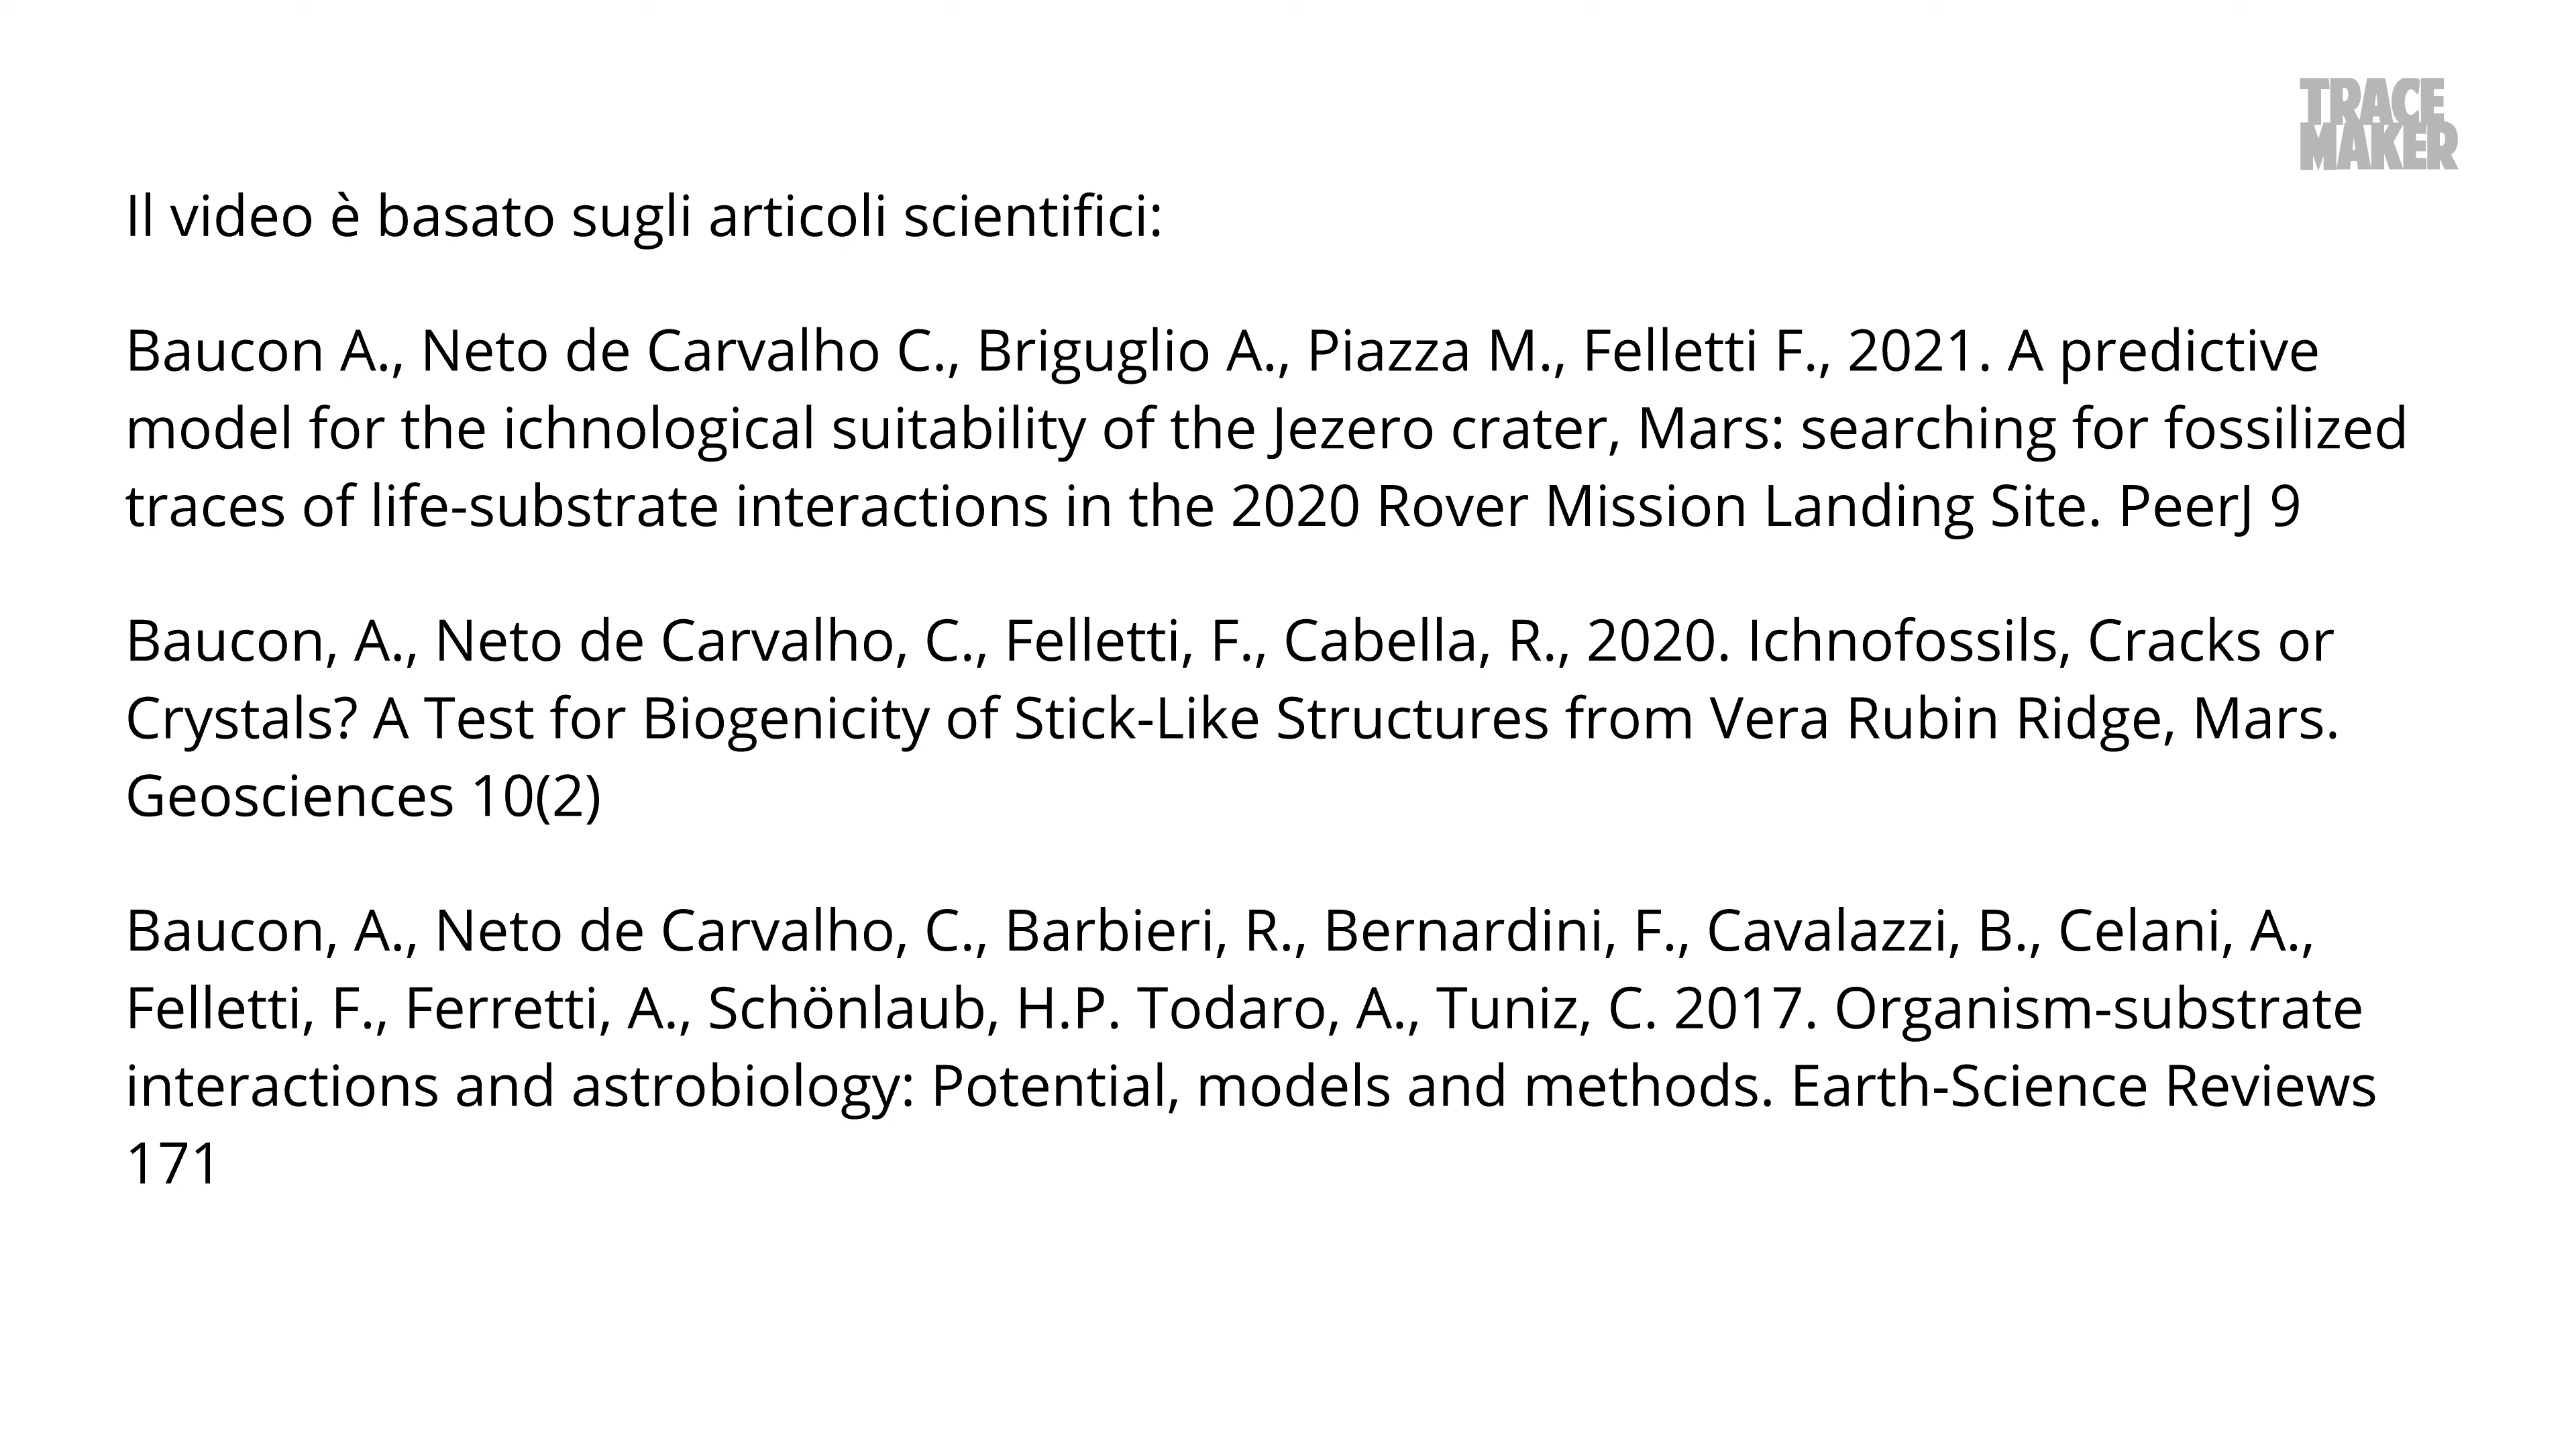 TRACE
MAKER
Il video è basato sugli articoli scientifici:
Baucon A., Neto de Carvalho C., Briguglio A., Piazza M., Felletti F., 2021. A predictive
model for the ichnological suitability of the Jezero crater, Mars: searching for fossilized
traces of life-substrate interactions in the 2020 Rover Mission Landing Site. PeerJ 9
Baucon, A., Neto de Carvalho, C., Felletti, F., Cabella, R., 2020. Ichnofossils, Cracks or
Crystals? A Test for Biogenicity of Stick-Like Structures from Vera Rubin Ridge, Mars.
Geosciences 10(2)
Baucon, A., Neto de Carvalho, C., Barbieri, R., Bernardini, F., Cavalazzi, B., Celani, A.,
Felletti, F., Ferretti, A., Schönlaub, H.P. Todaro, A., Tuniz, C. 2017. Organism-substrate
interactions and astrobiology: Potential, models and methods. Earth-Science Reviews
171